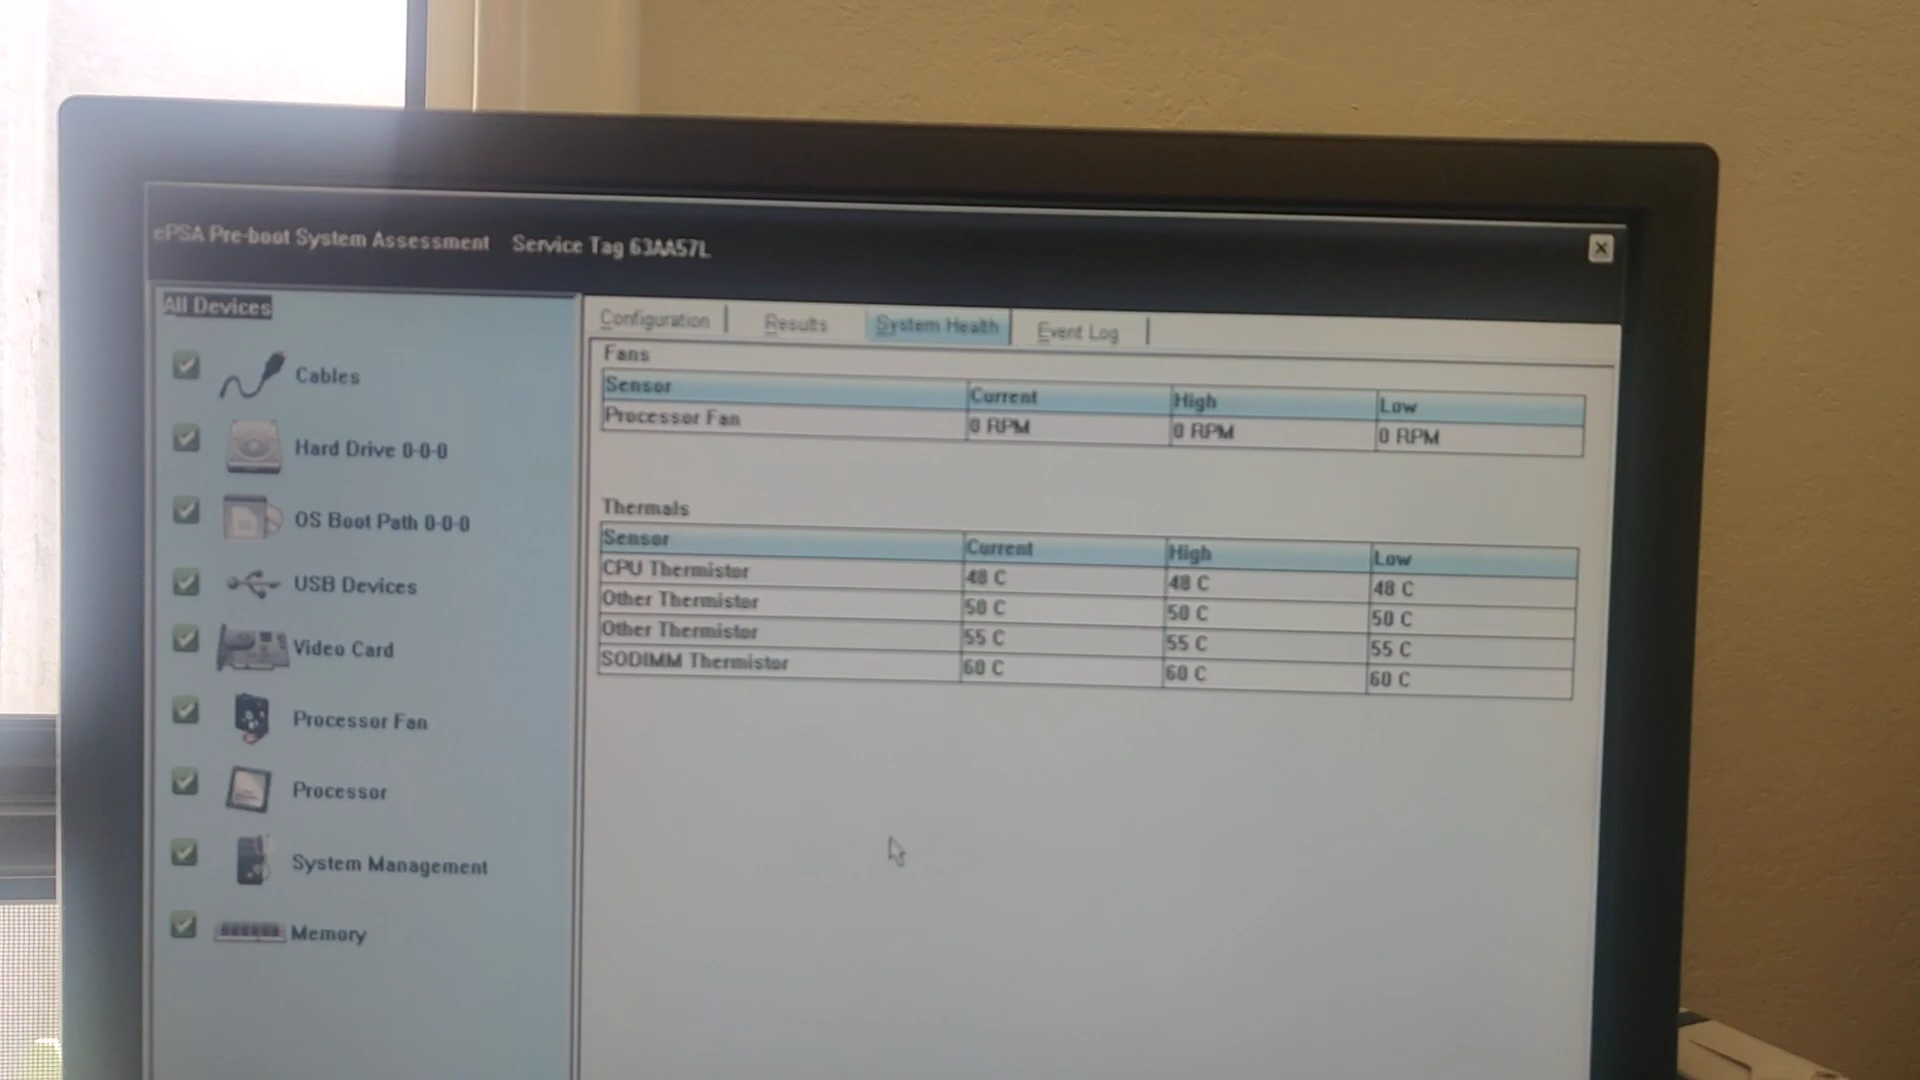 ePSA Pre-boot System Assessment Service Tag 63AA57L
All Devices
Cables
Hard Drive 0-0-0
OS Boot Path 0-0-0
USB Devices
Video Card
Processor Fan
Processor
System Management
Memory
Configuration Results System Health Event Log
Fans
Sensor Current High Low
Processor Fan 0 RPM 0 RPM 0 RPM
Thermals
Sensor Current High Low
CPU Thermistor 48 C 48 C 48 C
Other Thermistor 50 C 50 C 50 C
Other Thermistor 55 C 55 C 55 C
SODIMM Thermistor 60 C 60 C 60 C